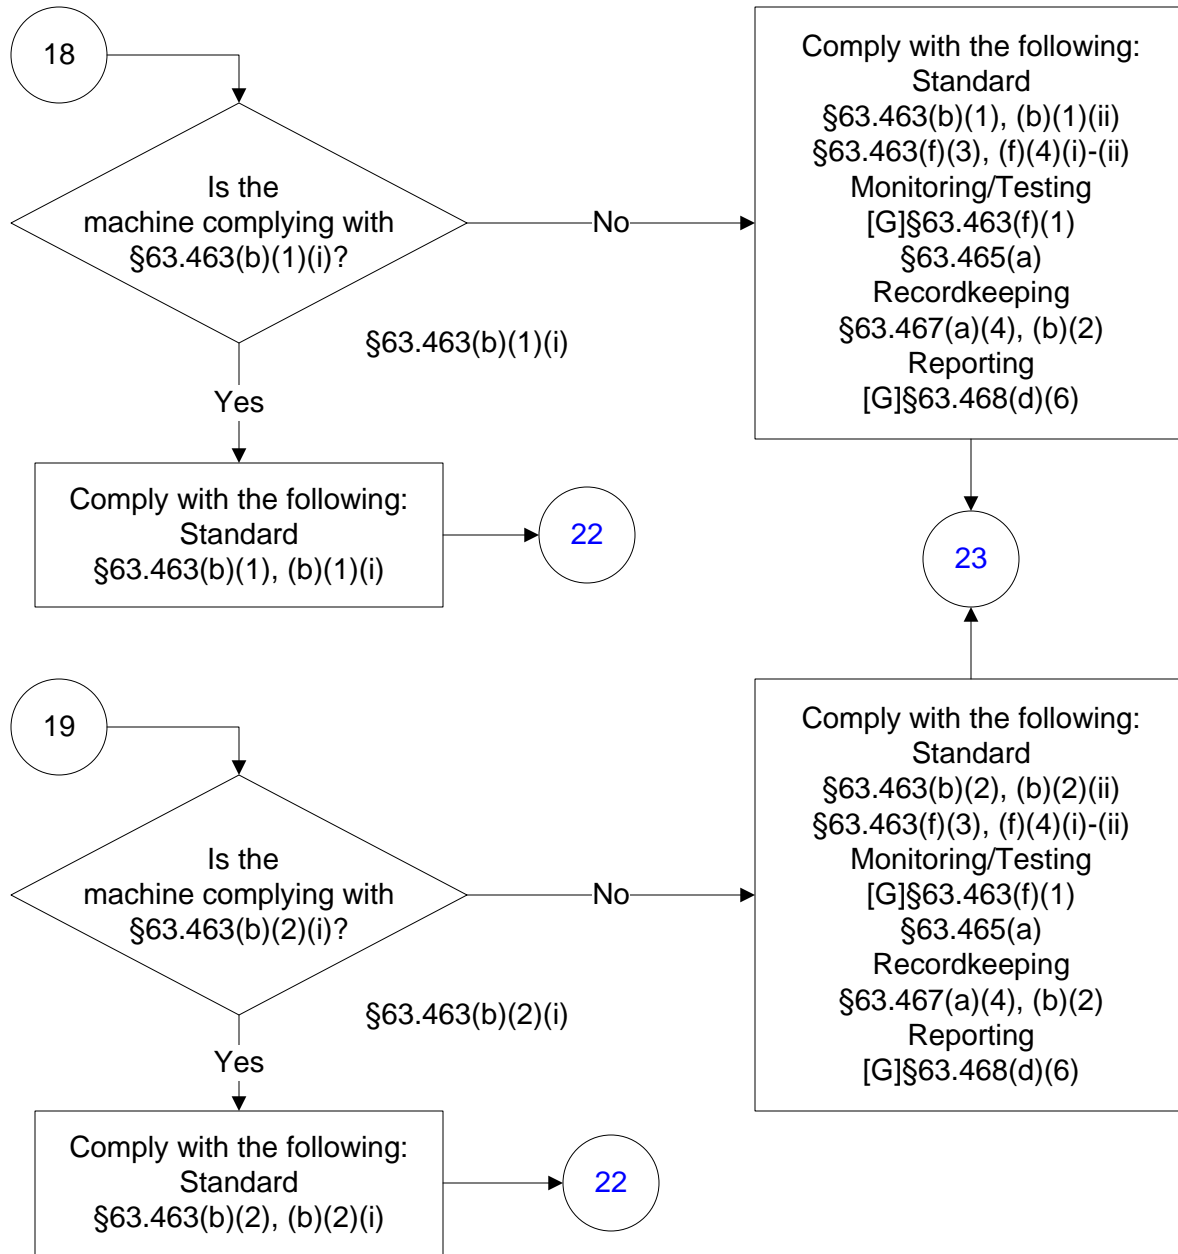 18
Is the
machine complying with
§63.463(b)(1)(i)?
No
§63.463(b)(1)(i)
Yes
Comply with the following:
Standard
§63.463(b)(1), (b)(1)(i)
22
Comply with the following:
Standard
§63.463(b)(1), (b)(1)(ii)
§63.463(f)(3), (f)(4)(i)-(ii)
Monitoring/Testing
[G]§63.463(f)(1)
§63.465(a)
Recordkeeping
§63.467(a)(4), (b)(2)
Reporting
[G]§63.468(d)(6)
23
19
Is the
machine complying with
§63.463(b)(2)(i)?
No
§63.463(b)(2)(i)
Yes
Comply with the following:
Standard
§63.463(b)(2), (b)(2)(i)
22
Comply with the following:
Standard
§63.463(b)(2), (b)(2)(ii)
§63.463(f)(3), (f)(4)(i)-(ii)
Monitoring/Testing
[G]§63.463(f)(1)
§63.465(a)
Recordkeeping
§63.467(a)(4), (b)(2)
Reporting
[G]§63.468(d)(6)